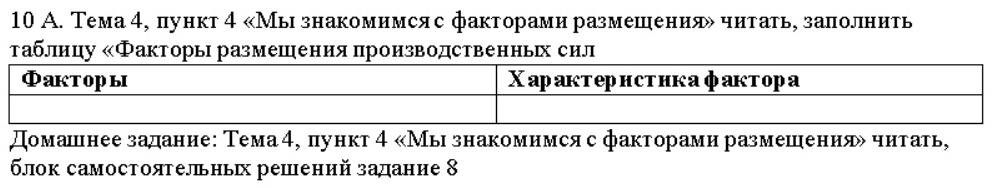 10 А. Тема 4, пункт 4 «Мы знакомимся с факторами размещения» читать, заполнить
таблицу «Факторы размещения производственных сил
Факторы Характеристика фактора
Домашнее задание: Тема 4, пункт 4 «Мы знакомимся с факторами размещения» читать,
блок самостоятельных решений задание 8